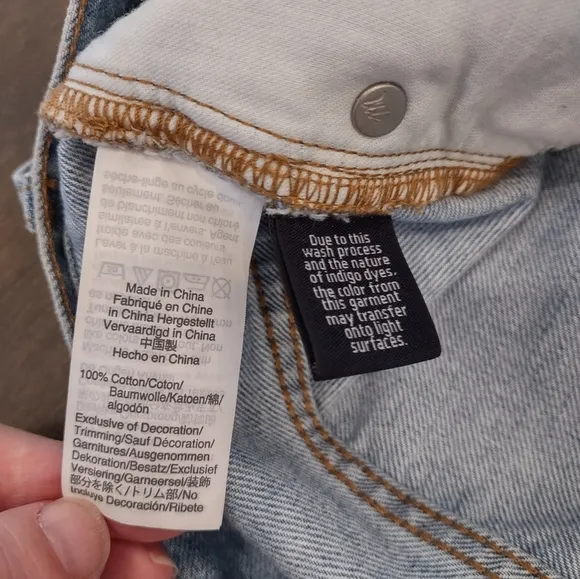 Made in China
Fabriqué en Chine
in China Hergestellt
Vervaardigd in China
中国製
Hecho en China
100% Cotton/Coton/
Baumwolle/Katoen/綿/
algodón
Exclusive of Decoration/
Trimming/Sauf Décoration/
Garnitures/Ausgenommen
Dekoration/Besatz/Exclusief
Versiering/Garneersel/装飾
部分を除く/トリム部/No
Incluye Decoración/Ribete
Due to this
wash process
and the nature
of indigo dyes,
the color from
this garment
may transfer
onto light
surfaces.